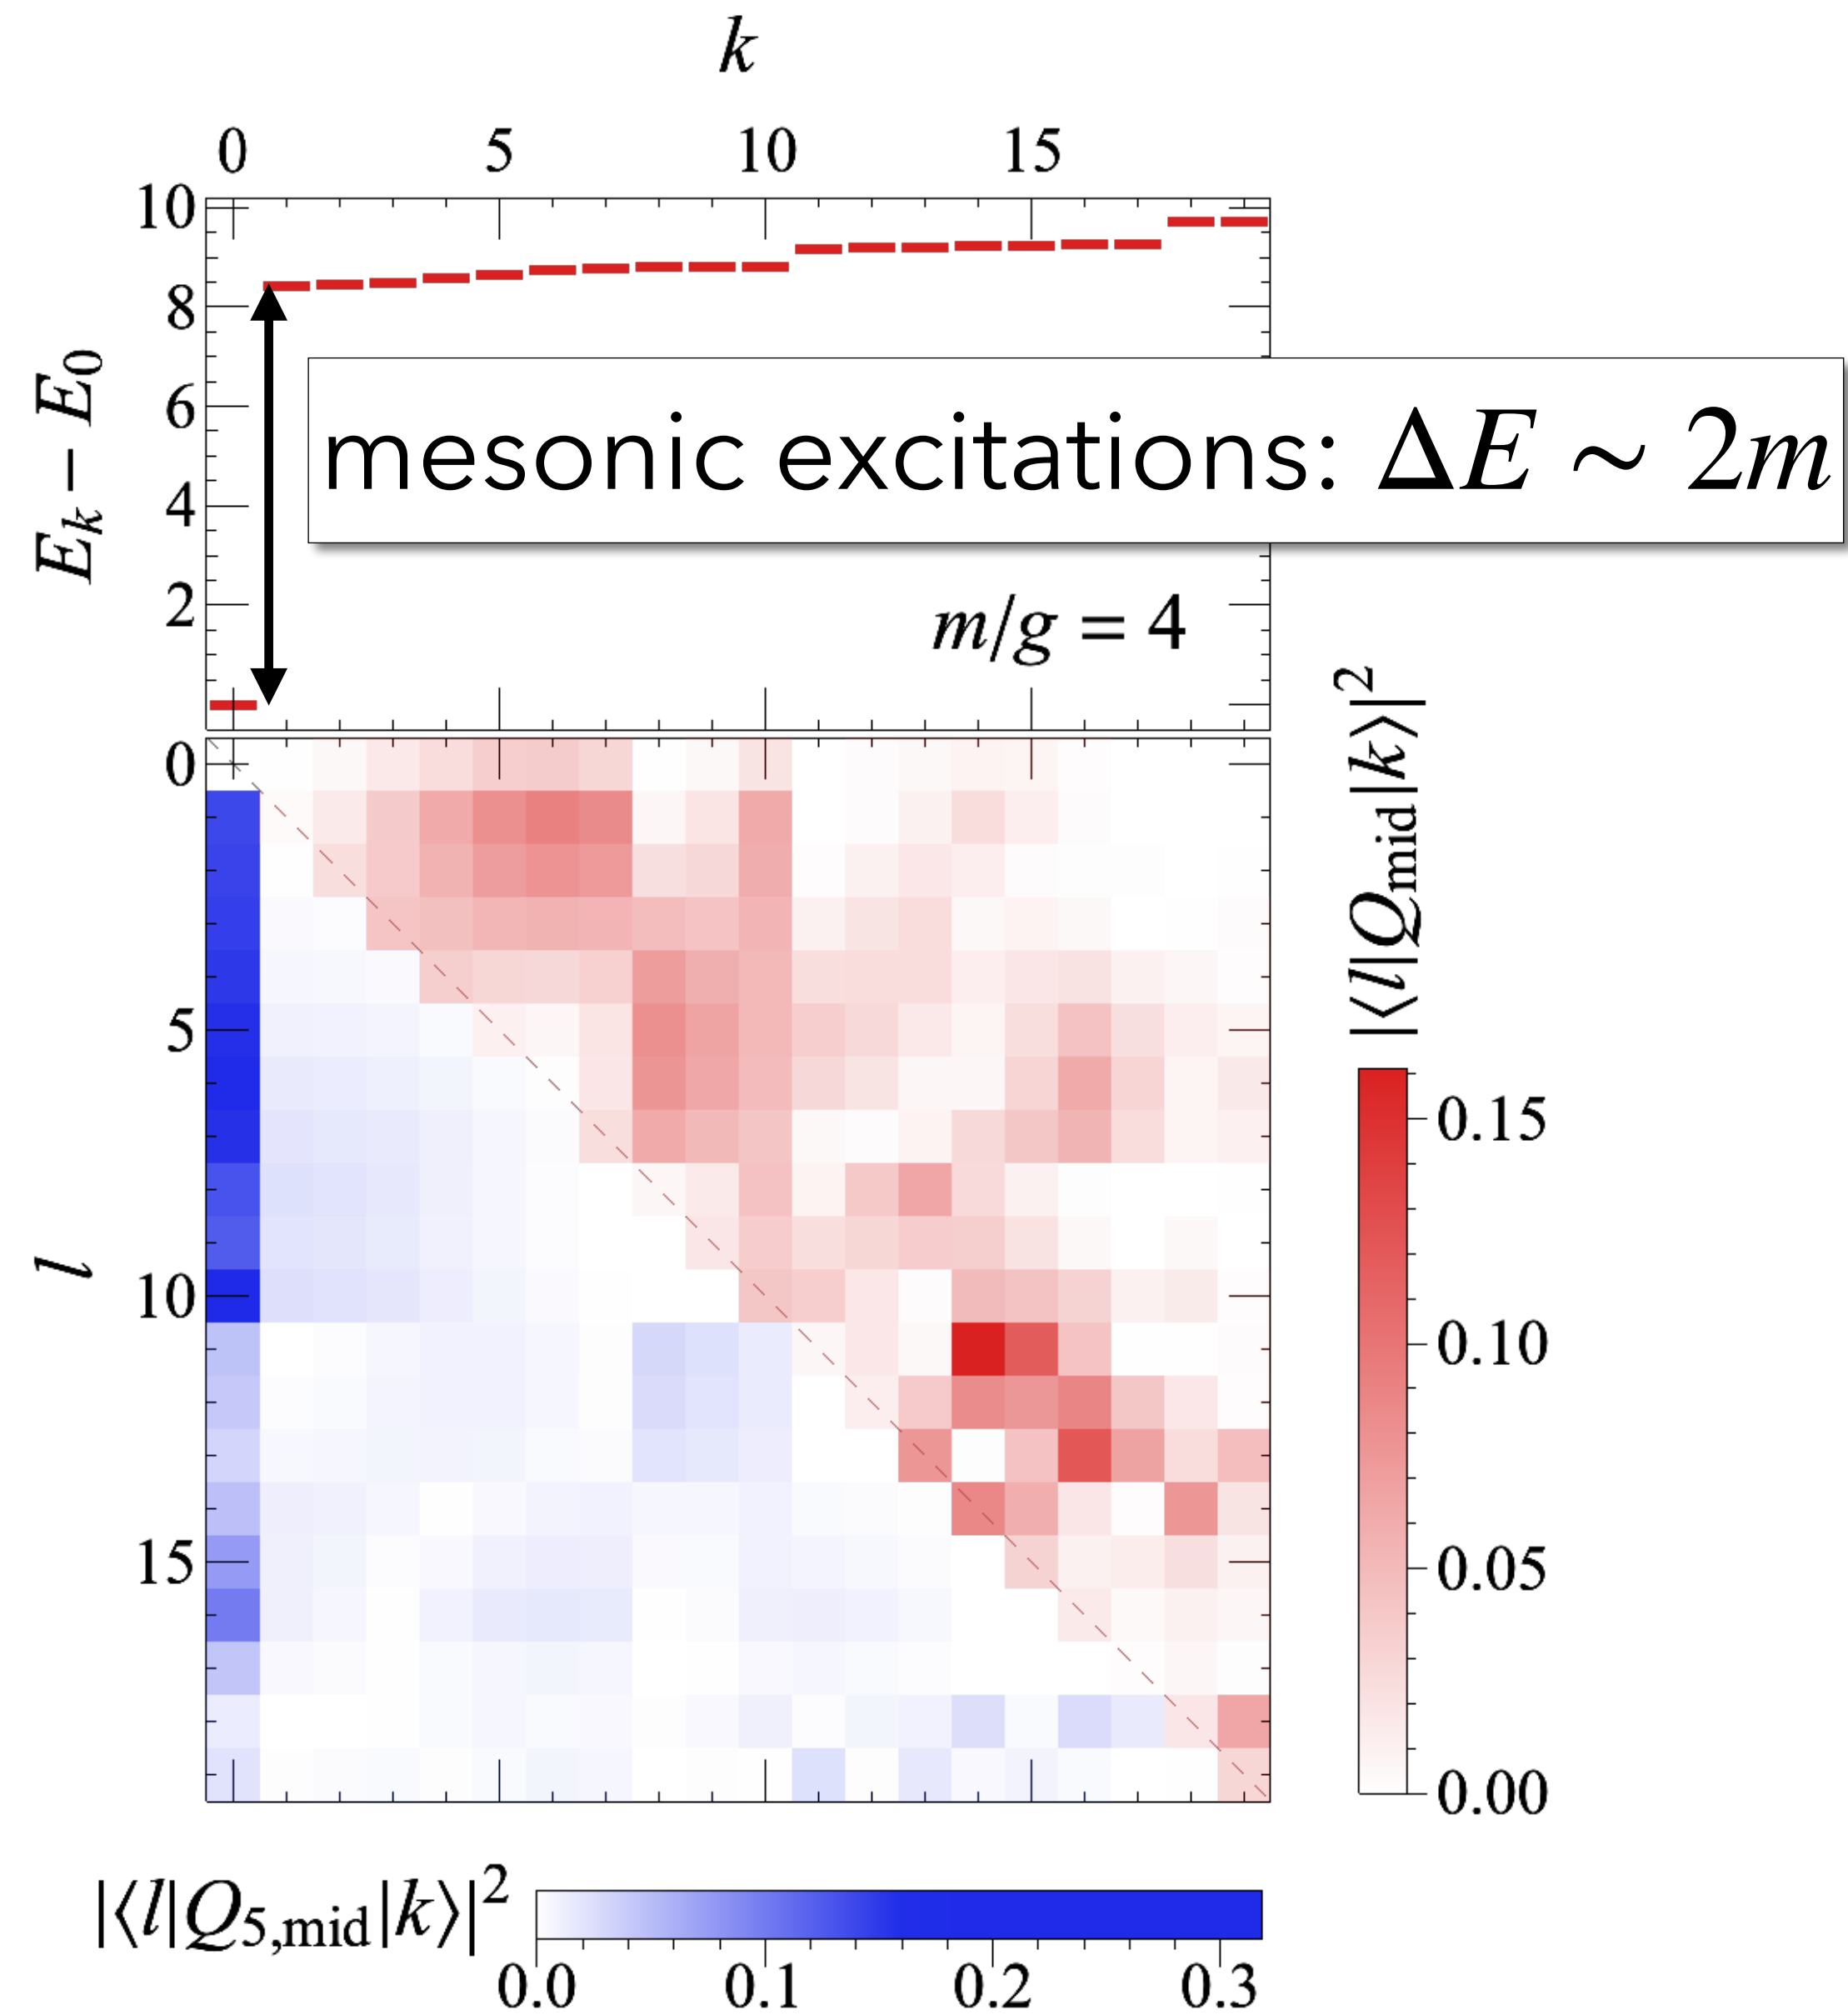 k
0 5 10 15
10
8
6
4
2
E_k − E_0
mesonic excitations: ΔE ~ 2m
m/g = 4
0
5
10
15
l
|⟨l|Q_mid|k⟩|²
0.15
0.10
0.05
0.00
|⟨l|Q_5,mid|k⟩|²
0.0 0.1 0.2 0.3